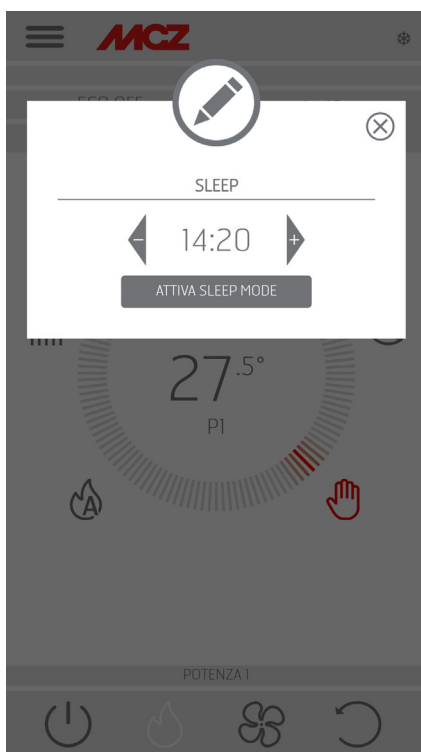 MCZ
SLEEP
- 14:20 +
ATTIVA SLEEP MODE
27.5°
P1
A
POTENZA 1